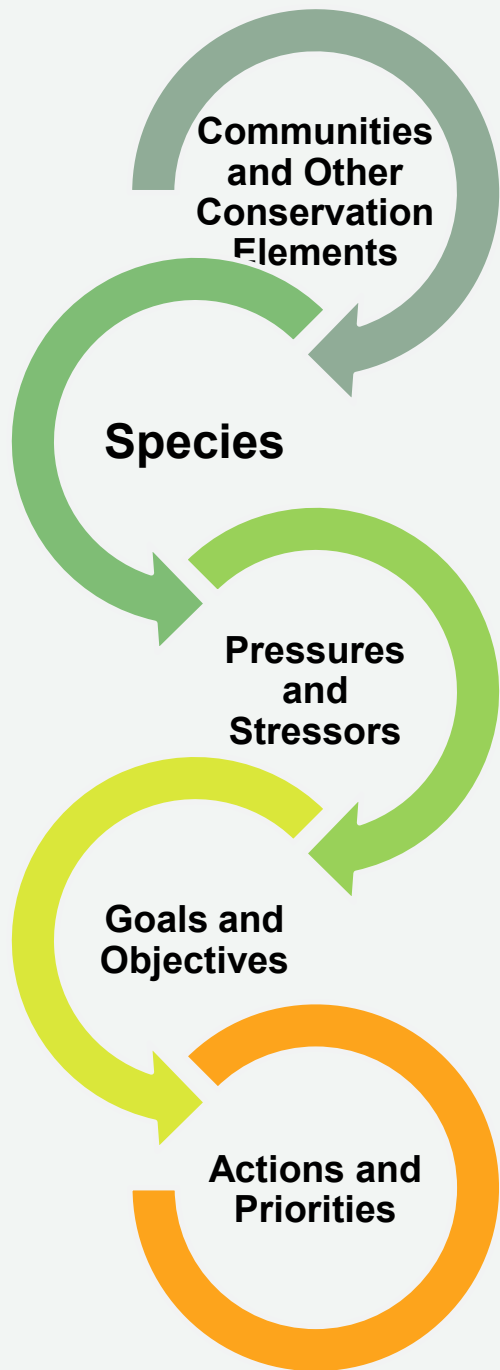 Communities
and Other
Conservation
Elements
Species
Pressures
and
Stressors
Goals and
Objectives
Actions and
Priorities